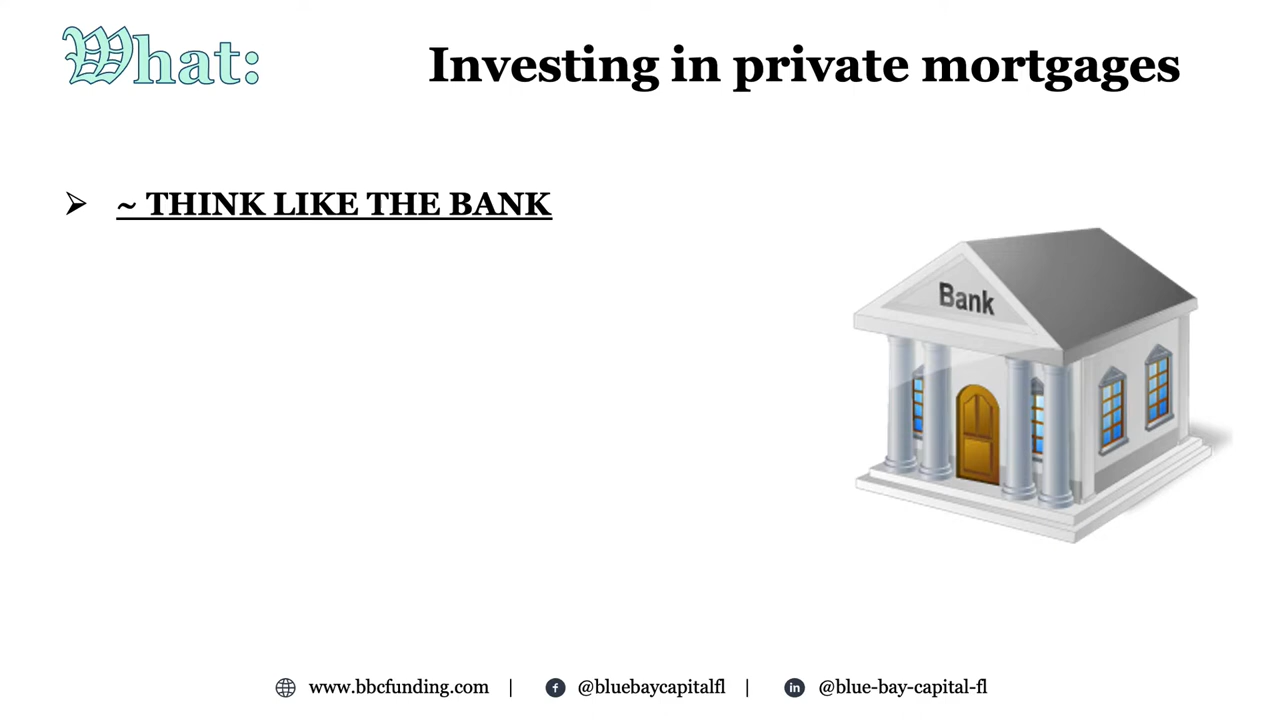 What:
Investing in private mortgages
~ THINK LIKE THE BANK
Bank
www.bbcfunding.com | @bluebaycapitalfl | @blue-bay-capital-fl